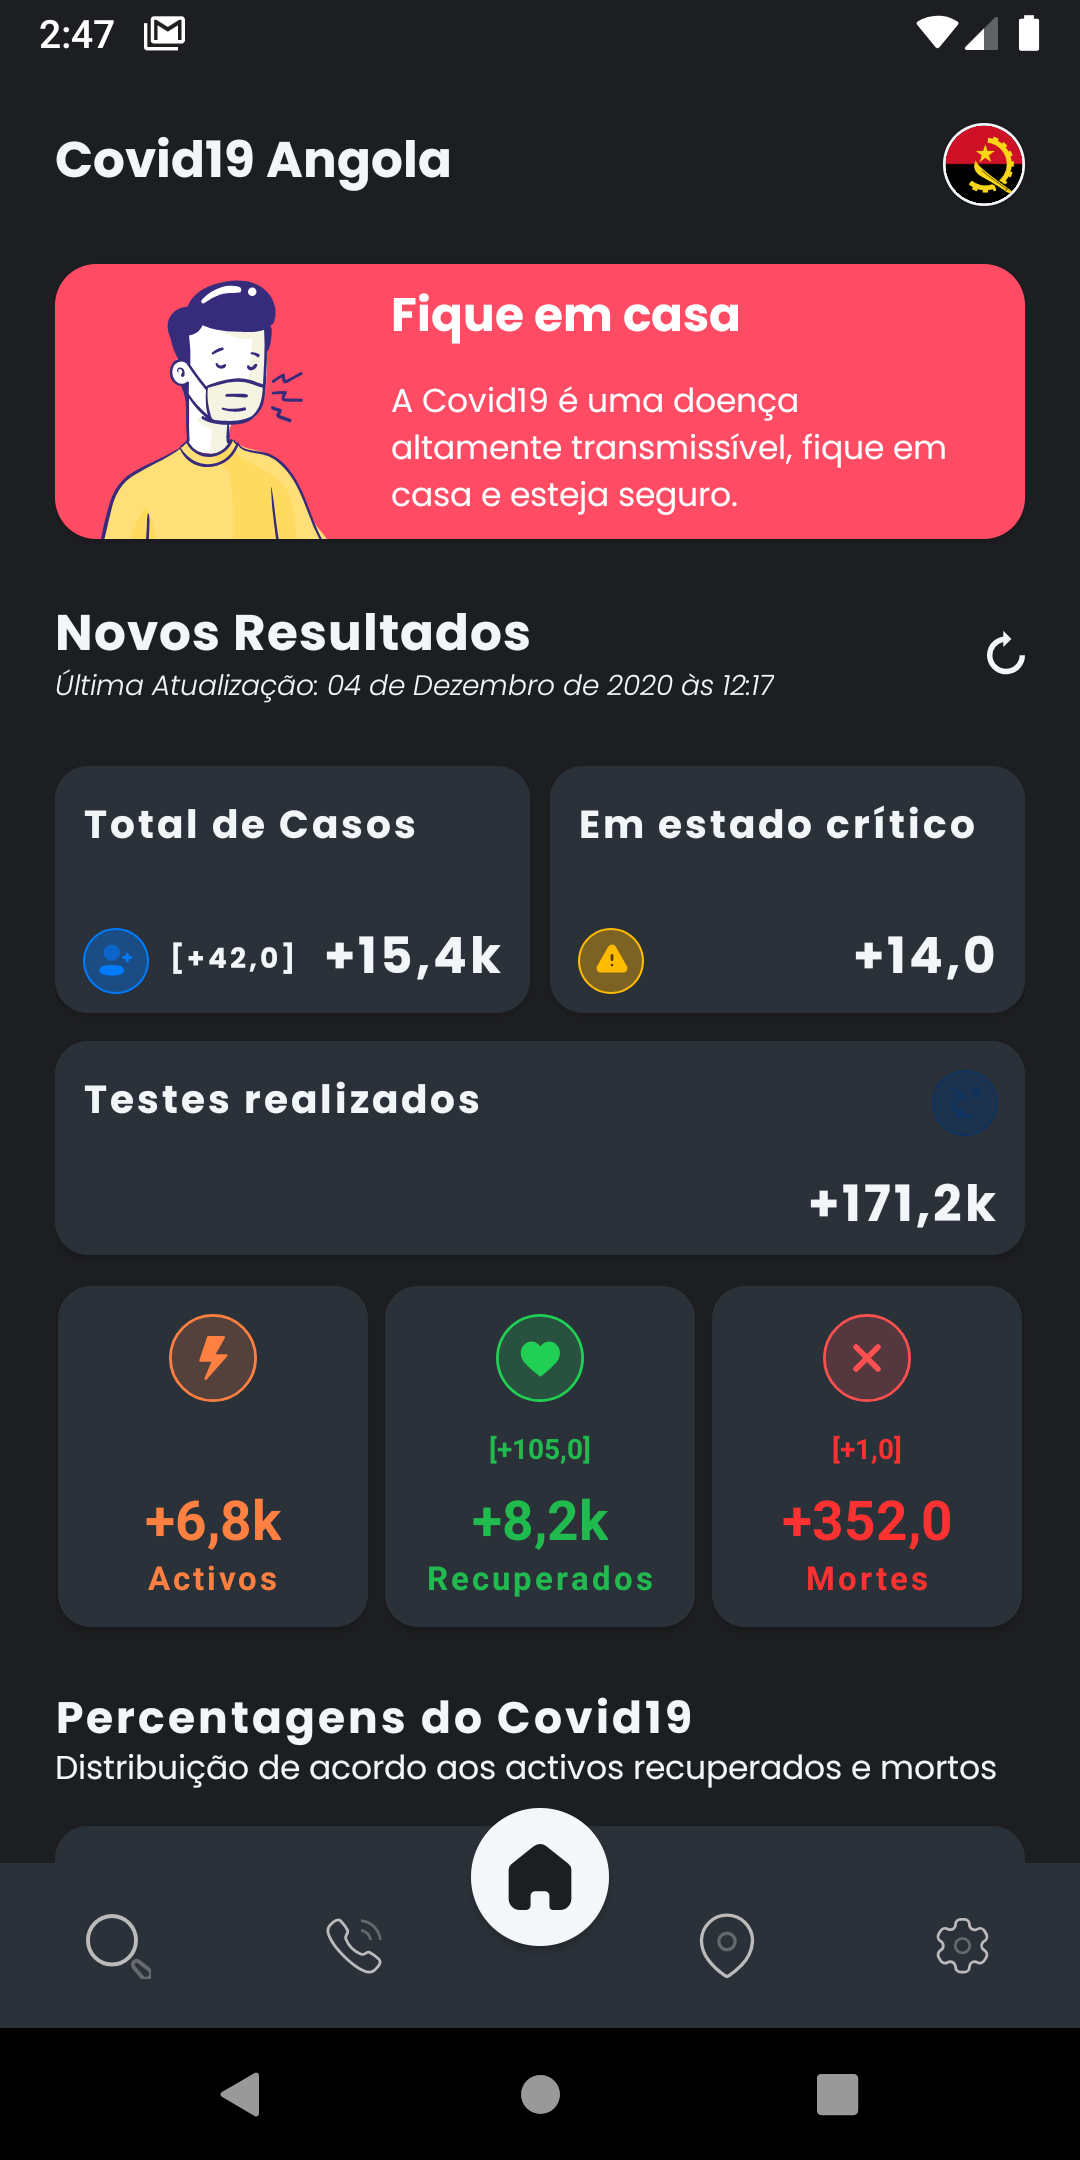 2:47
Covid19 Angola
Fique em casa
A Covid19 é uma doença
altamente transmissível, fique em
casa e esteja seguro.
Novos Resultados
Última Atualização: 04 de Dezembro de 2020 às 12:17
Total de Casos
[+42,0] +15,4k
Em estado crítico
+14,0
Testes realizados
+171,2k
+6,8k
Activos
[+105,0]
+8,2k
Recuperados
[+1,0]
+352,0
Mortes
Percentagens do Covid19
Distribuição de acordo aos activos recuperados e mortos